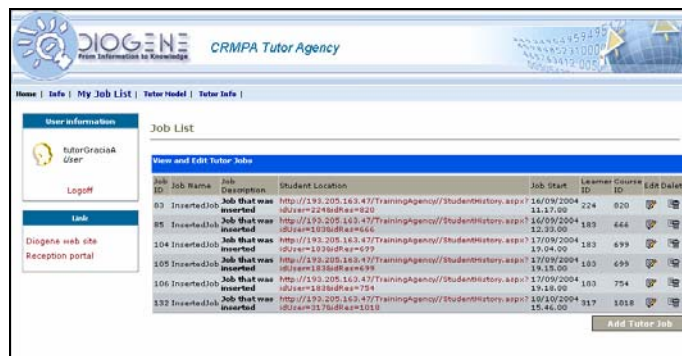 DIOGENE
From Information to Knowledge
CRMPA Tutor Agency
Home | Info | My Job List | Tutor Model | Tutor Info |
User information
tutorGraciaA
User
Logoff
Link
Diogene web site
Reception portal
Job List
View and Edit Tutor Jobs
Job ID Job Name Job Description Student Location Job Start Learner ID Course ID Edit Delet
83 InsertedJob Job that was inserted http://193.205.163.47/TrainingAgency//StudentHistory.aspx?idUser=224&idRes=820 16/09/2004 11.17.00 224 820
85 InsertedJob Job that was inserted http://193.205.163.47/TrainingAgency//StudentHistory.aspx?idUser=183&idRes=666 16/09/2004 12.33.00 183 666
104 InsertedJob Job that was inserted http://193.205.163.47/TrainingAgency//StudentHistory.aspx?idUser=183&idRes=699 17/09/2004 19.04.00 183 699
105 InsertedJob Job that was inserted http://193.205.163.47/TrainingAgency//StudentHistory.aspx?idUser=183&idRes=699 17/09/2004 19.15.00 183 699
106 InsertedJob Job that was inserted http://193.205.163.47/TrainingAgency//StudentHistory.aspx?idUser=183&idRes=754 17/09/2004 19.18.00 183 754
132 InsertedJob Job that was inserted http://193.205.163.47/TrainingAgency//StudentHistory.aspx?idUser=317&idRes=1018 10/10/2004 15.46.00 317 1018
Add Tutor Job